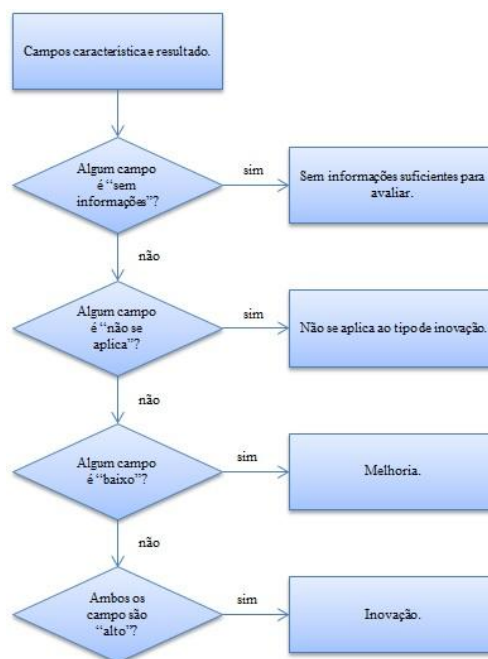 Campos característica e resultado.
Algum campo
é “sem
informações”?
sim
Sem informações suficientes para
avaliar.
não
Algum campo
é “não se
aplica”?
sim
Não se aplica ao tipo de inovação.
não
Algum campo
é “baixo”?
sim
Melhoria.
não
Ambos os
campo são
“alto”?
sim
Inovação.